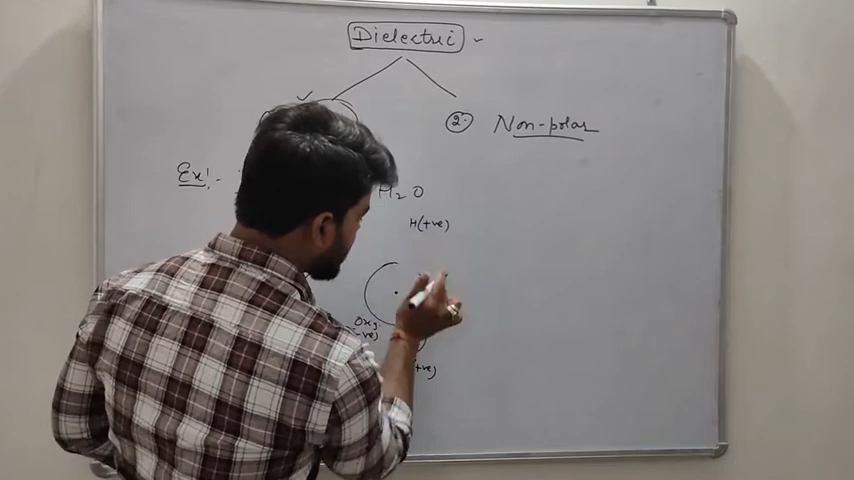 Dielectric
2. Non-polar
Ex:-
H₂O
H(+ve)
Oxy.
(-ve)
(+ve)